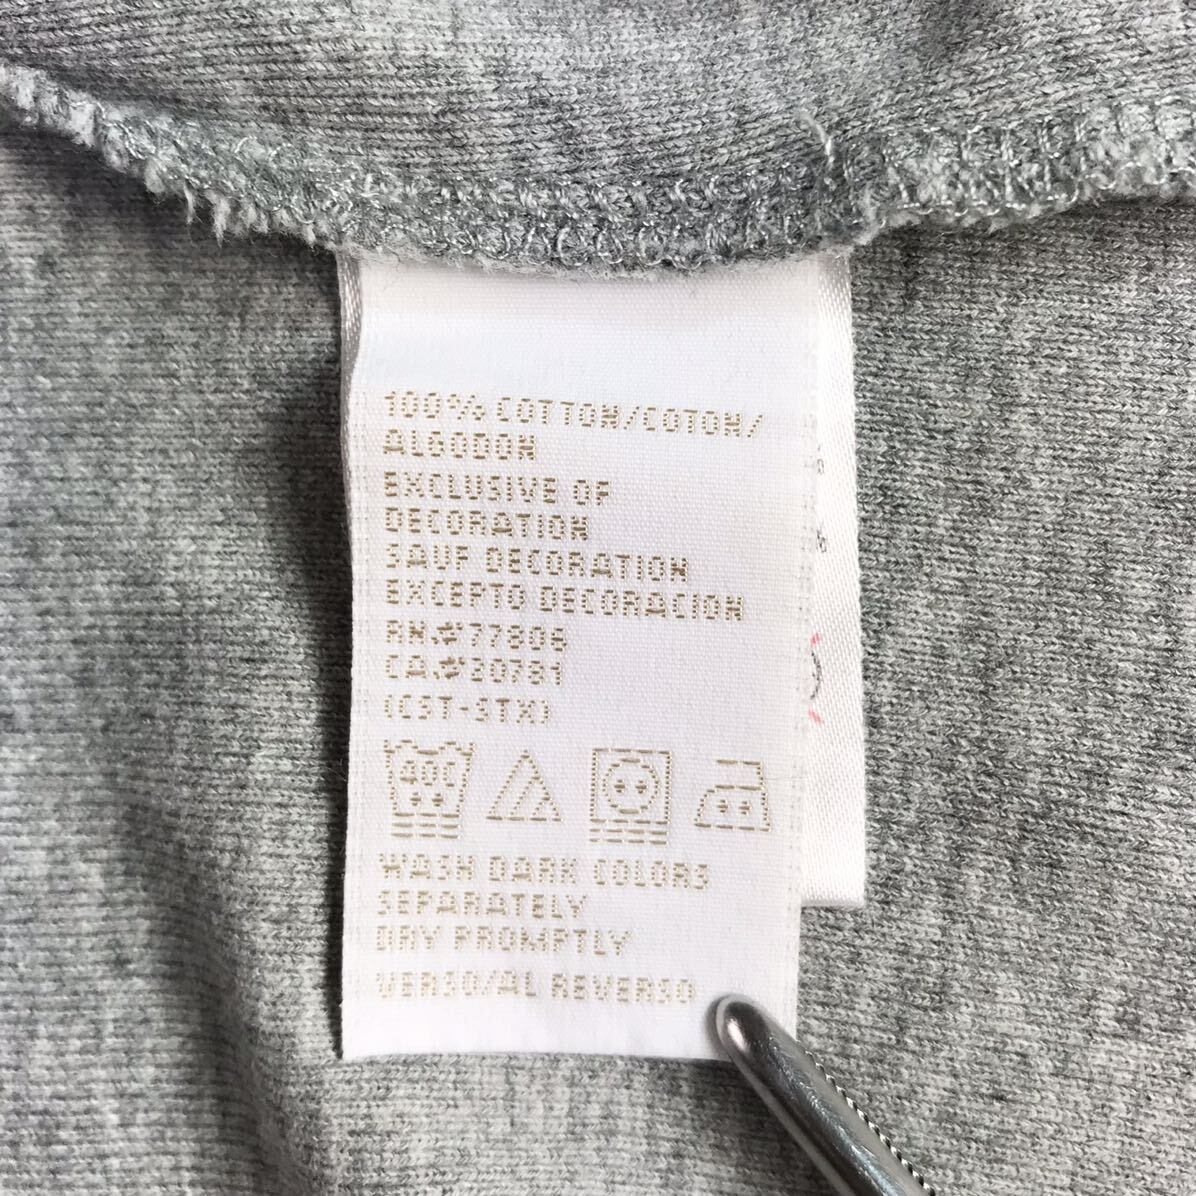 100% COTTON/COTON/
ALGODON
EXCLUSIVE OF
DECORATION
SAUF DECORATION
EXCEPTO DECORACION
RN.#77806
CA.#30781
(CST-STX)
40C
WASH DARK COLORS
SEPARATELY
DRY PROMPTLY
VERSO/AL REVERSO